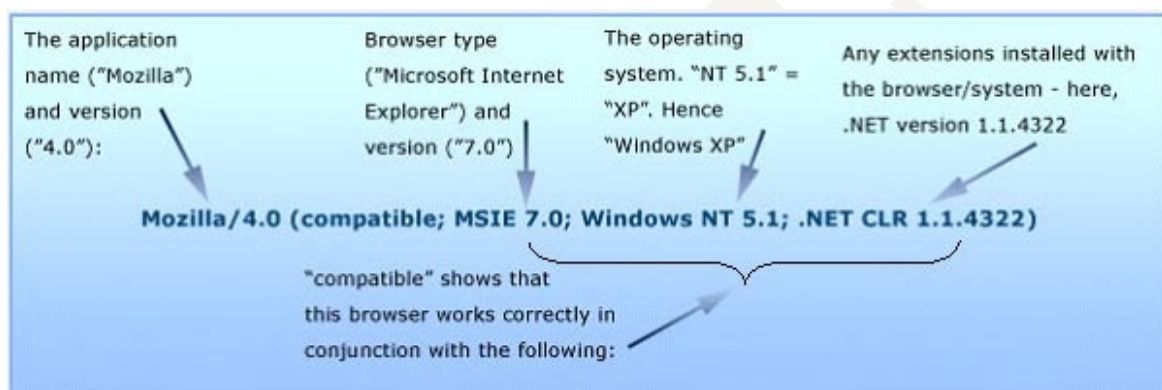 The application
name ("Mozilla")
and version
("4.0"):
Browser type
("Microsoft Internet
Explorer") and
version ("7.0")
The operating
system. "NT 5.1" =
"XP". Hence
"Windows XP"
Any extensions installed with
the browser/system - here,
.NET version 1.1.4322
Mozilla/4.0 (compatible; MSIE 7.0; Windows NT 5.1; .NET CLR 1.1.4322)
"compatible" shows that
this browser works correctly in
conjunction with the following: